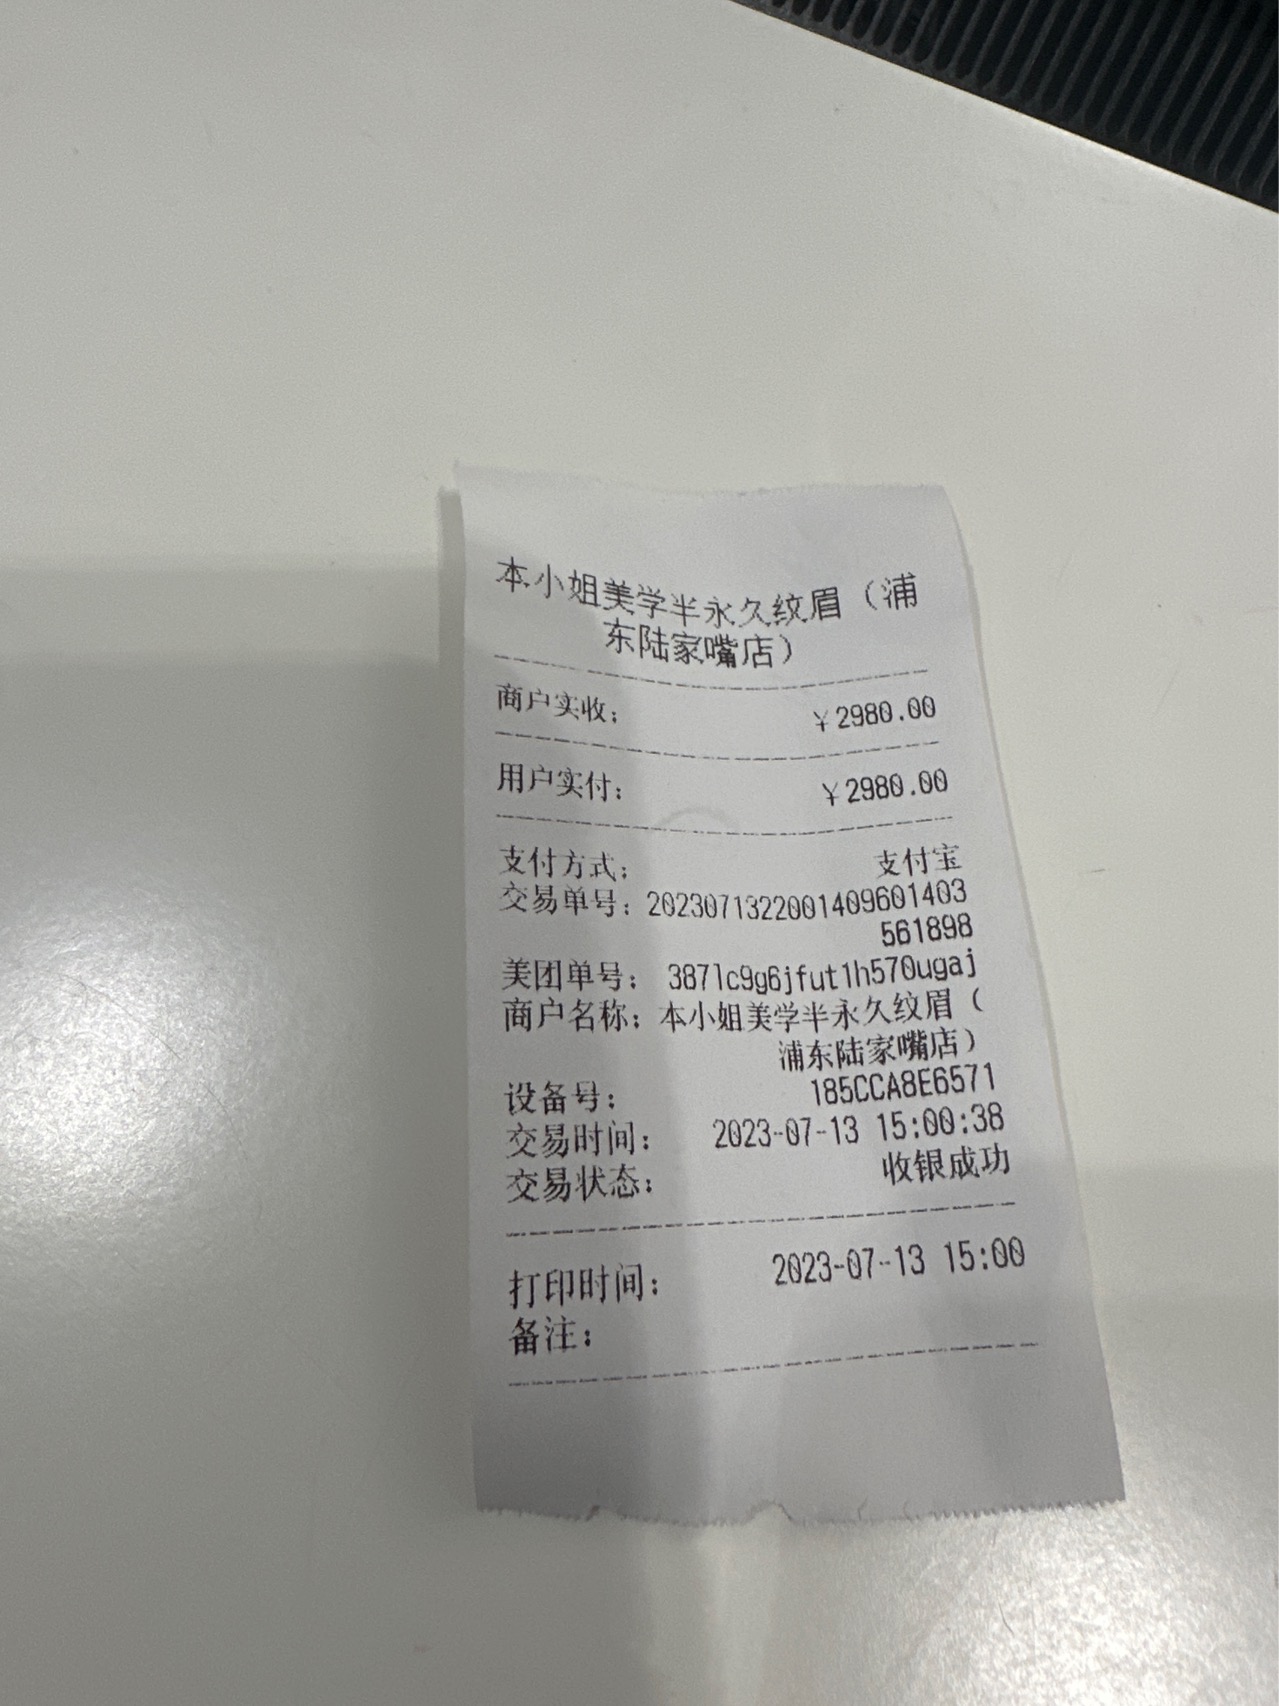 本小姐美学半永久纹眉（浦
东陆家嘴店）
商户实收： ￥2980.00
用户实付： ￥2980.00
支付方式： 支付宝
交易单号：2023071322001409601403
561898
美团单号： 387lc9g6jfut1h570ugaj
商户名称：本小姐美学半永久纹眉（
浦东陆家嘴店）
设备号： 185CCA8E6571
交易时间： 2023-07-13 15:00:38
交易状态： 收银成功
打印时间： 2023-07-13 15:00
备注：